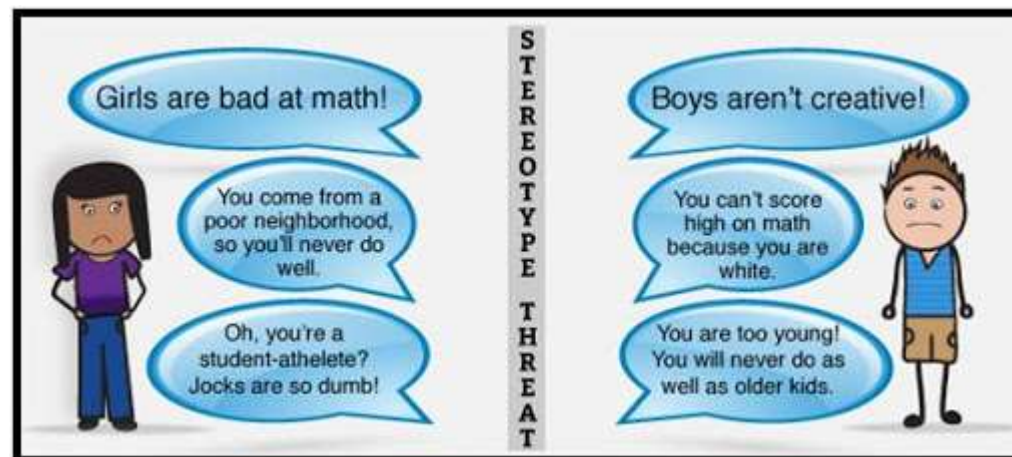 Girls are bad at math!
You come from a
poor neighborhood,
so you'll never do
well.
Oh, you're a
student-athelete?
Jocks are so dumb!
STEREOTYPE THREAT
Boys aren't creative!
You can't score
high on math
because you are
white.
You are too young!
You will never do as
well as older kids.